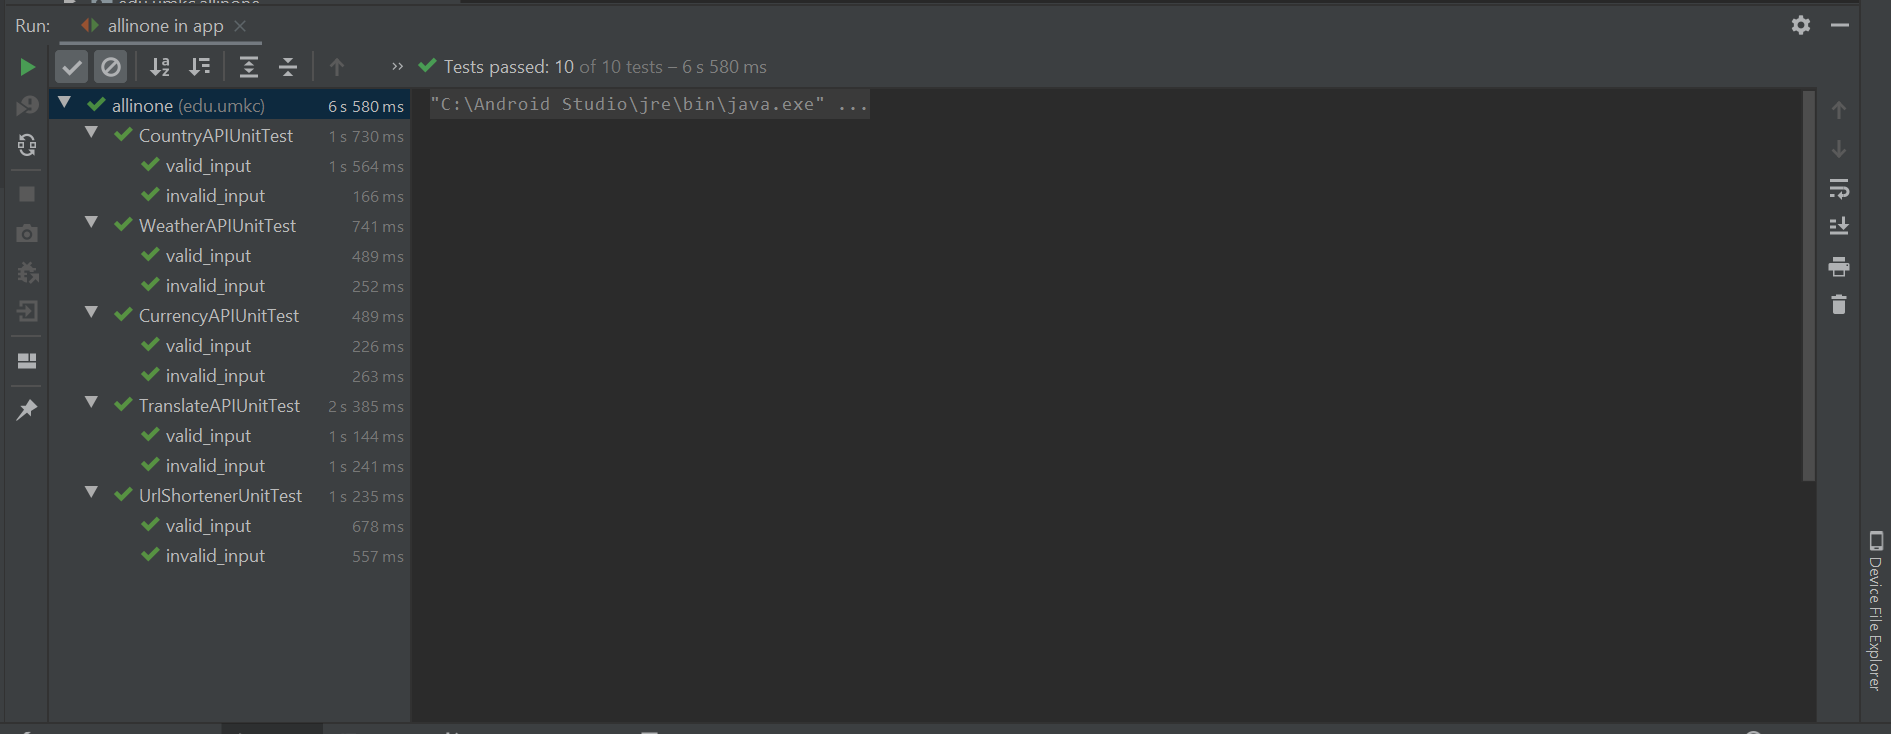 edu.umkc.allinone
Run: allinone in app
Tests passed: 10 of 10 tests – 6 s 580 ms
allinone (edu.umkc) 6 s 580 ms
"C:\Android Studio\jre\bin\java.exe" ...
CountryAPIUnitTest 1 s 730 ms
valid_input 1 s 564 ms
invalid_input 166 ms
WeatherAPIUnitTest 741 ms
valid_input 489 ms
invalid_input 252 ms
CurrencyAPIUnitTest 489 ms
valid_input 226 ms
invalid_input 263 ms
TranslateAPIUnitTest 2 s 385 ms
valid_input 1 s 144 ms
invalid_input 1 s 241 ms
UrlShortenerUnitTest 1 s 235 ms
valid_input 678 ms
invalid_input 557 ms
Device File Explorer